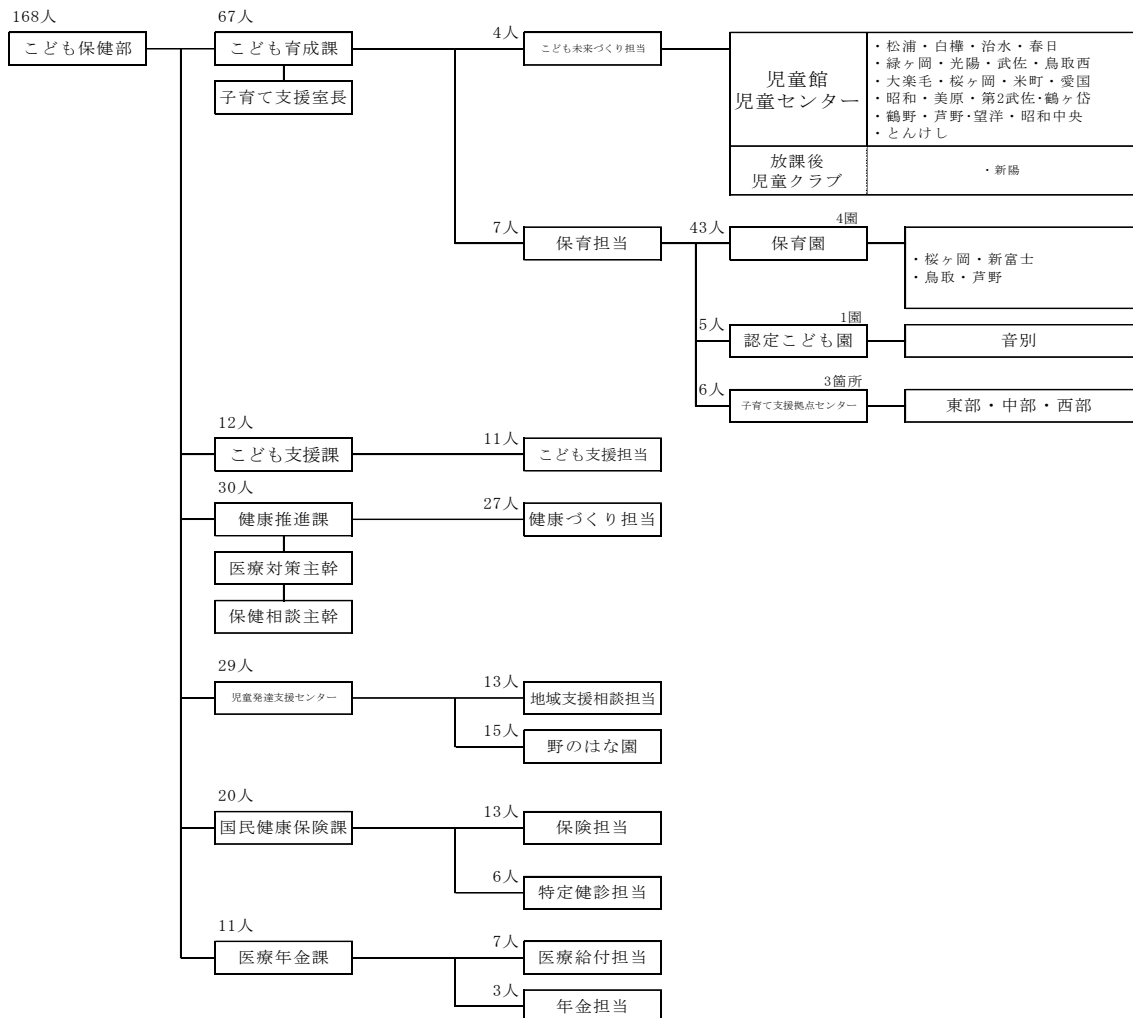 168人
こども保健部
67人
こども育成課
子育て支援室長
4人
こども未来づくり担当
児童館
児童センター
・松浦・白樺・治水・春日
・緑ヶ岡・光陽・武佐・鳥取西
・大楽毛・桜ヶ岡・米町・愛国
・昭和・美原・第2武佐・鶴ヶ岱
・鶴野・芦野・望洋・昭和中央
・とんけし
放課後
児童クラブ
・新陽
7人
保育担当
43人
4園
保育園
・桜ヶ岡・新富士
・鳥取・芦野
5人
1園
認定こども園
音別
6人
3箇所
子育て支援拠点センター
東部・中部・西部
12人
こども支援課
11人
こども支援担当
30人
健康推進課
27人
健康づくり担当
医療対策主幹
保健相談主幹
29人
児童発達支援センター
13人
地域支援相談担当
15人
野のはな園
20人
国民健康保険課
13人
保険担当
6人
特定健診担当
11人
医療年金課
7人
医療給付担当
3人
年金担当